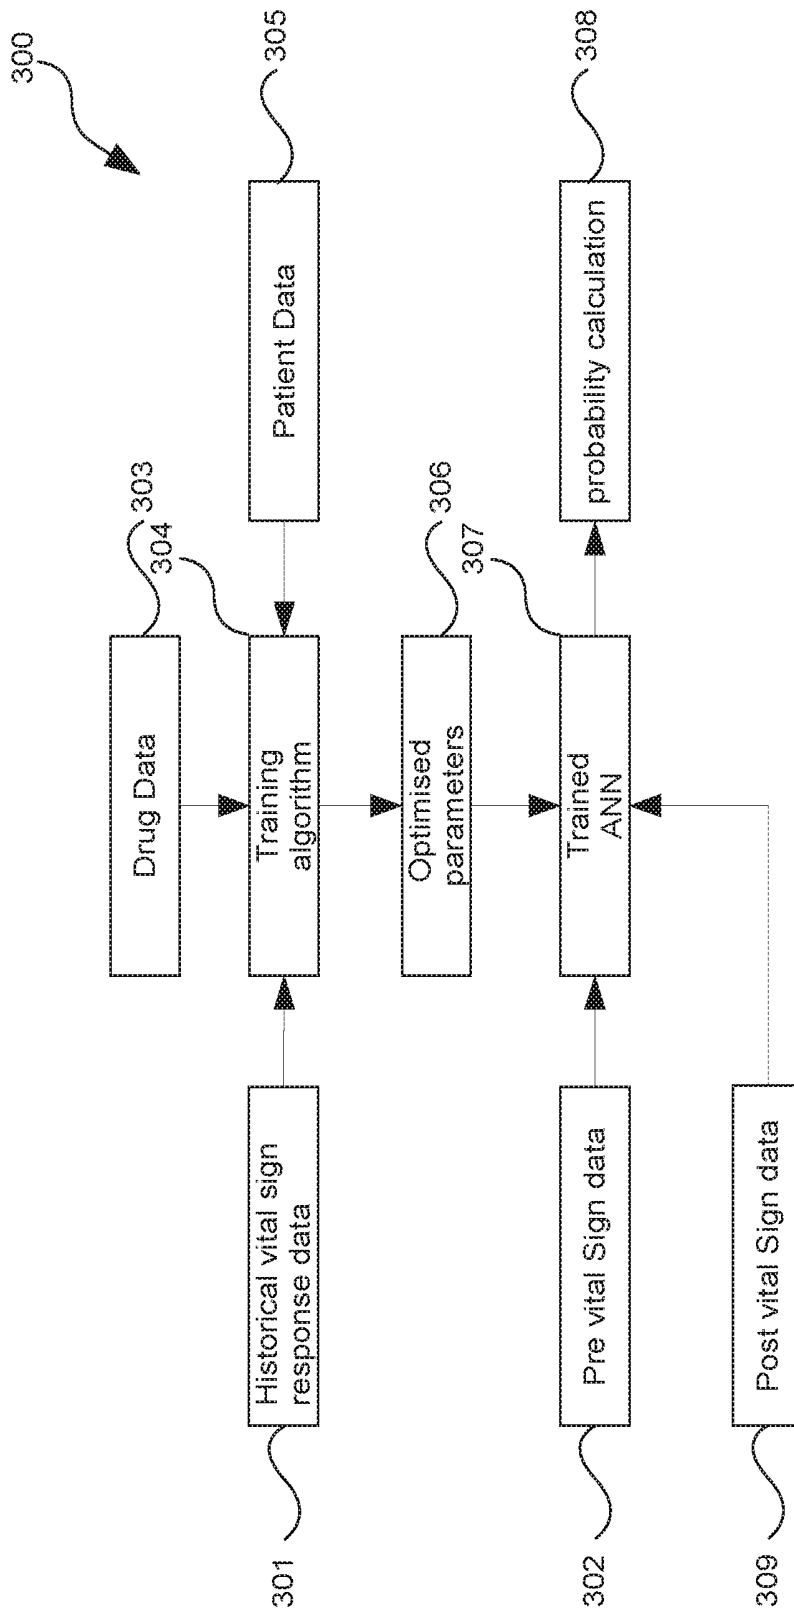 300
Drug Data
303
304
Historical vital sign
response data
301
Training
algorithm
Patient Data
305
Optimised
parameters
306
307
Pre vital Sign data
302
Trained
ANN
probability calculation
308
Post vital Sign data
309